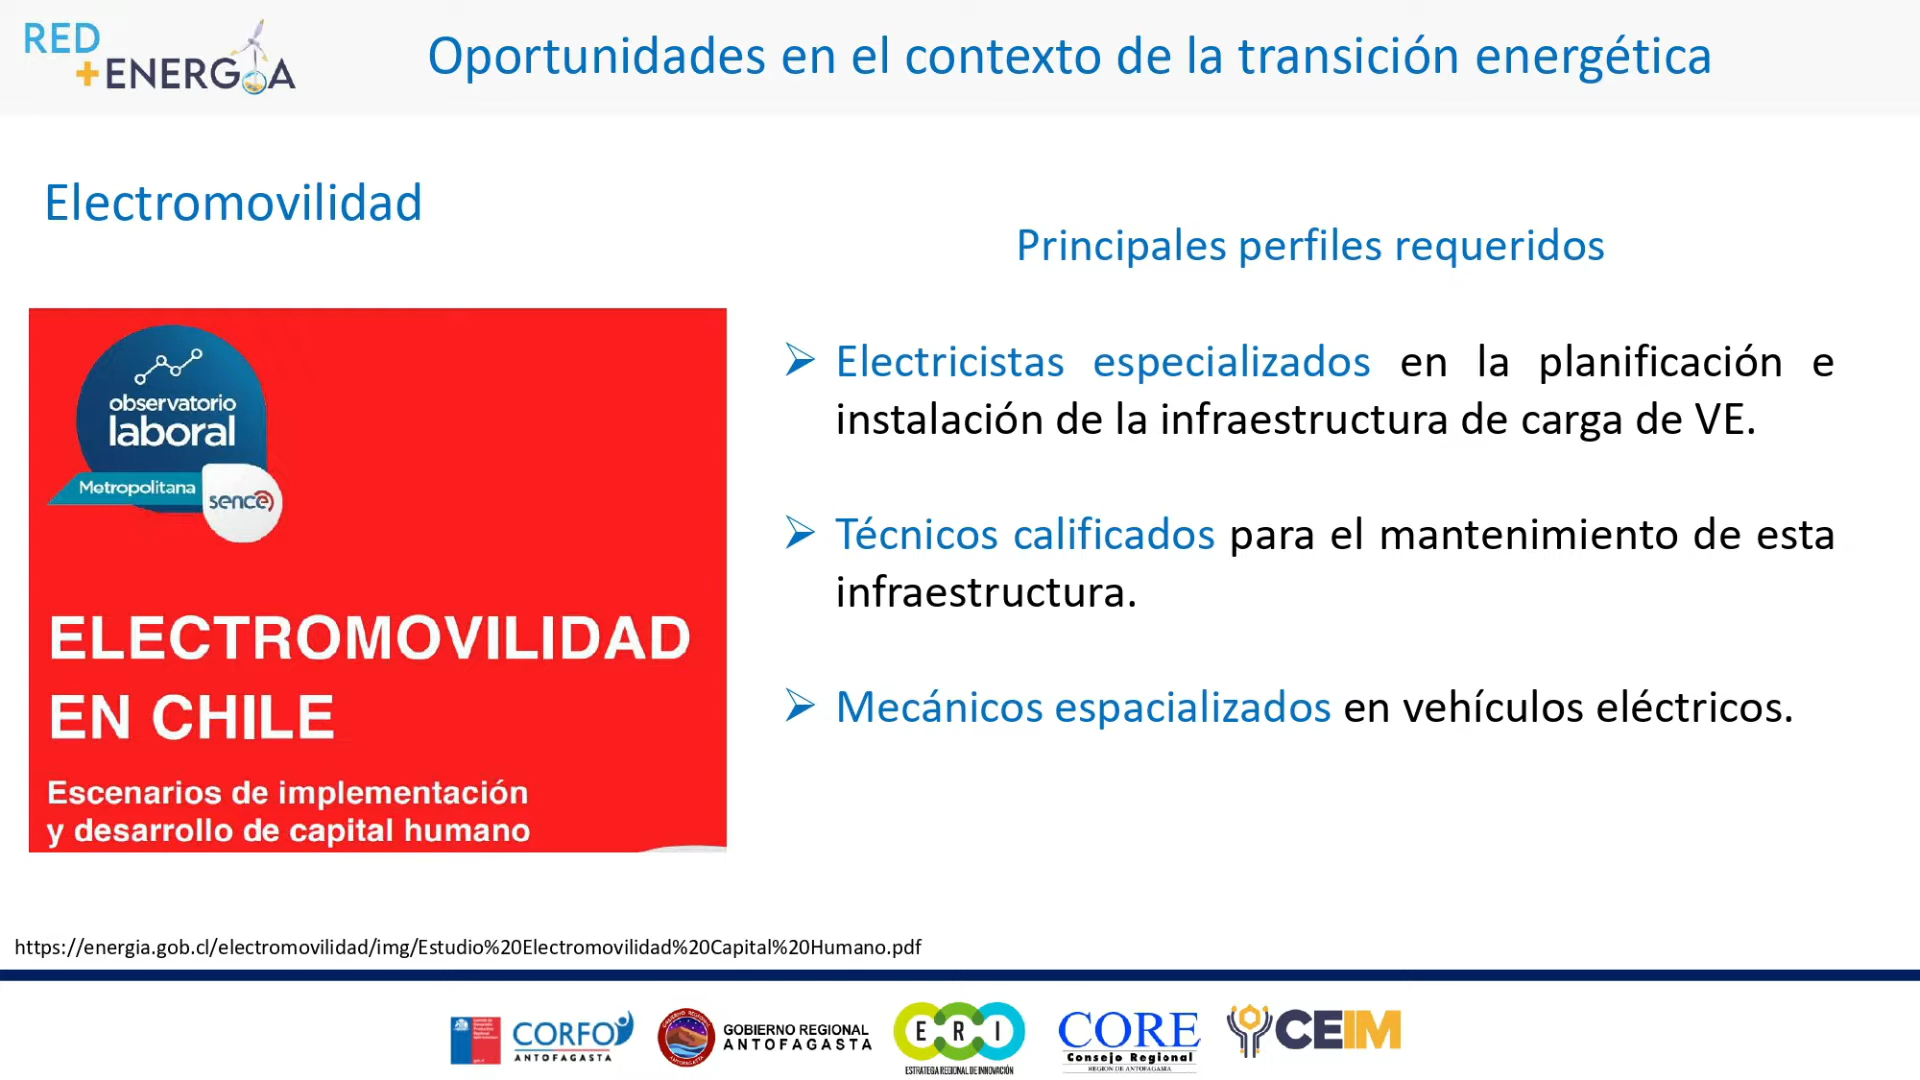 RED
+ENERGÍA
Oportunidades en el contexto de la transición energética
Electromovilidad
Principales perfiles requeridos
observatorio
laboral
Metropolitana
sence
ELECTROMOVILIDAD
EN CHILE
Escenarios de implementación
y desarrollo de capital humano
Electricistas especializados en la planificación e
instalación de la infraestructura de carga de VE.
Técnicos calificados para el mantenimiento de esta
infraestructura.
Mecánicos espacializados en vehículos eléctricos.
https://energia.gob.cl/electromovilidad/img/Estudio%20Electromovilidad%20Capital%20Humano.pdf
CORFO
ANTOFAGASTA
GOBIERNO REGIONAL
ANTOFAGASTA
ERI
ESTRATEGIA REGIONAL DE INNOVACIÓN
CORE
Consejo Regional
REGION DE ANTOFAGASTA
CEIM